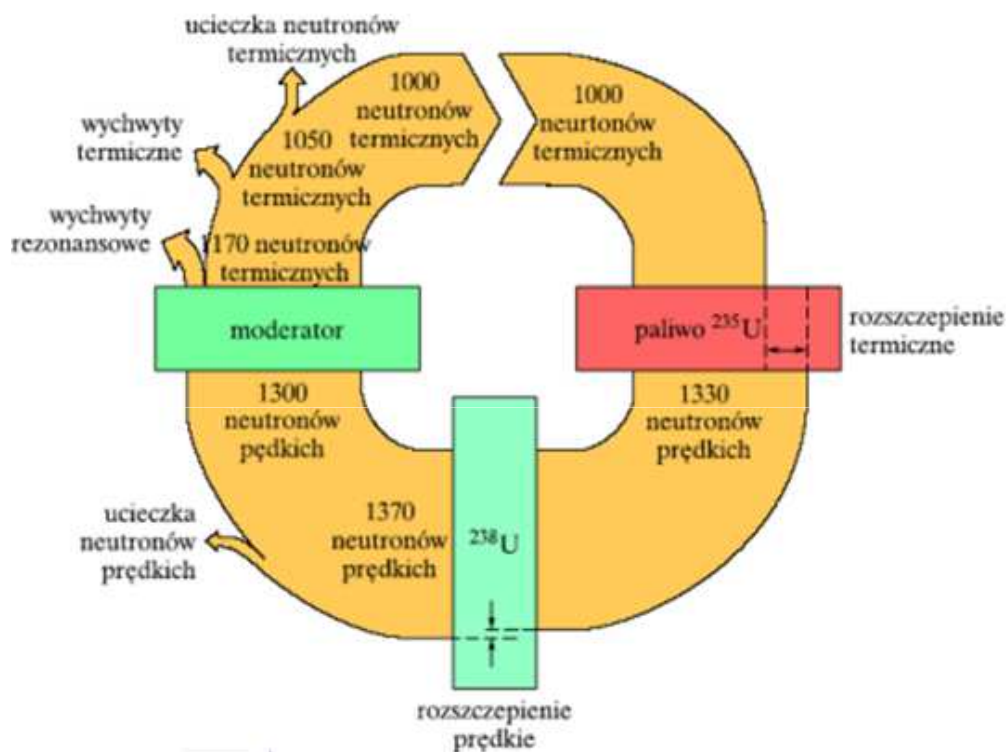 ucieczka neutronów
termicznych
1000
neutronów
termicznych
1000
neurtonów
termicznych
wychwyty
termiczne
1050
neutronów
termicznych
wychwyty
rezonansowe
1170 neutronów
termicznych
moderator
paliwo ²³⁵U
rozszczepienie
termiczne
1300
neutronów
pędkich
1330
neutronów
prędkich
ucieczka
neutronów
prędkich
1370
neutronów
prędkich
²³⁸U
rozszczepienie
prędkie